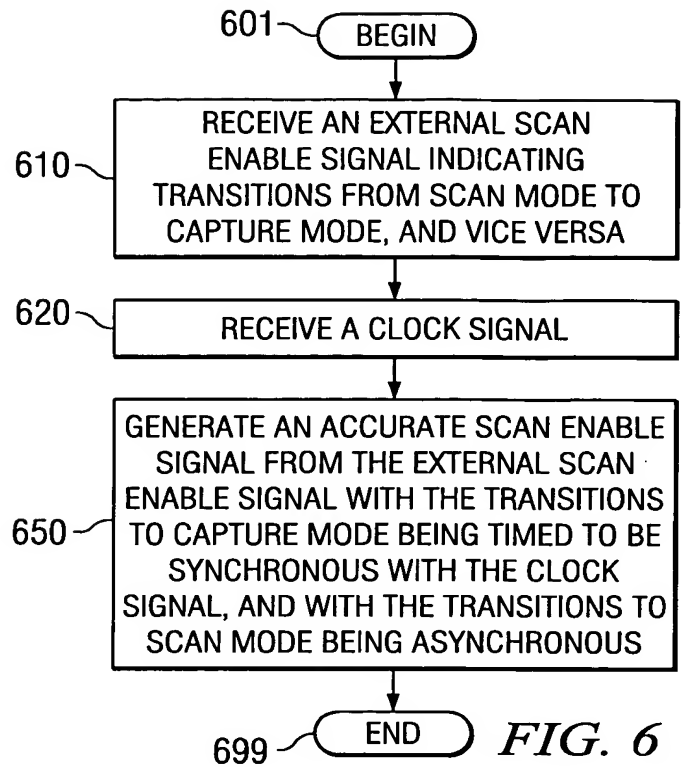 601
BEGIN
610
RECEIVE AN EXTERNAL SCAN
ENABLE SIGNAL INDICATING
TRANSITIONS FROM SCAN MODE TO
CAPTURE MODE, AND VICE VERSA
620
RECEIVE A CLOCK SIGNAL
650
GENERATE AN ACCURATE SCAN ENABLE
SIGNAL FROM THE EXTERNAL SCAN
ENABLE SIGNAL WITH THE TRANSITIONS
TO CAPTURE MODE BEING TIMED TO BE
SYNCHRONOUS WITH THE CLOCK
SIGNAL, AND WITH THE TRANSITIONS TO
SCAN MODE BEING ASYNCHRONOUS
699
END
FIG. 6